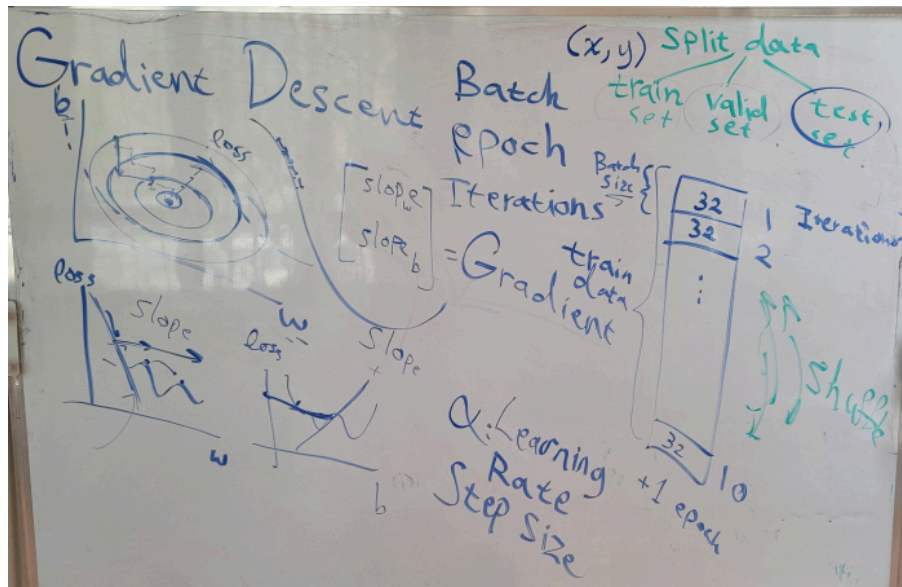 Gradient Descent
b
loss
w
[slope_w
slope_b]
= Gradient
loss
Slope
w
loss
Slope
+
b
Batch
epoch
Iterations
α: Learning
Rate
Step Size
(x, y) Split data
train set
valid set
test set
Batch size
32
32
⋮
32
1 Iterations
2
10
train data
+1 epoch
Shuffle